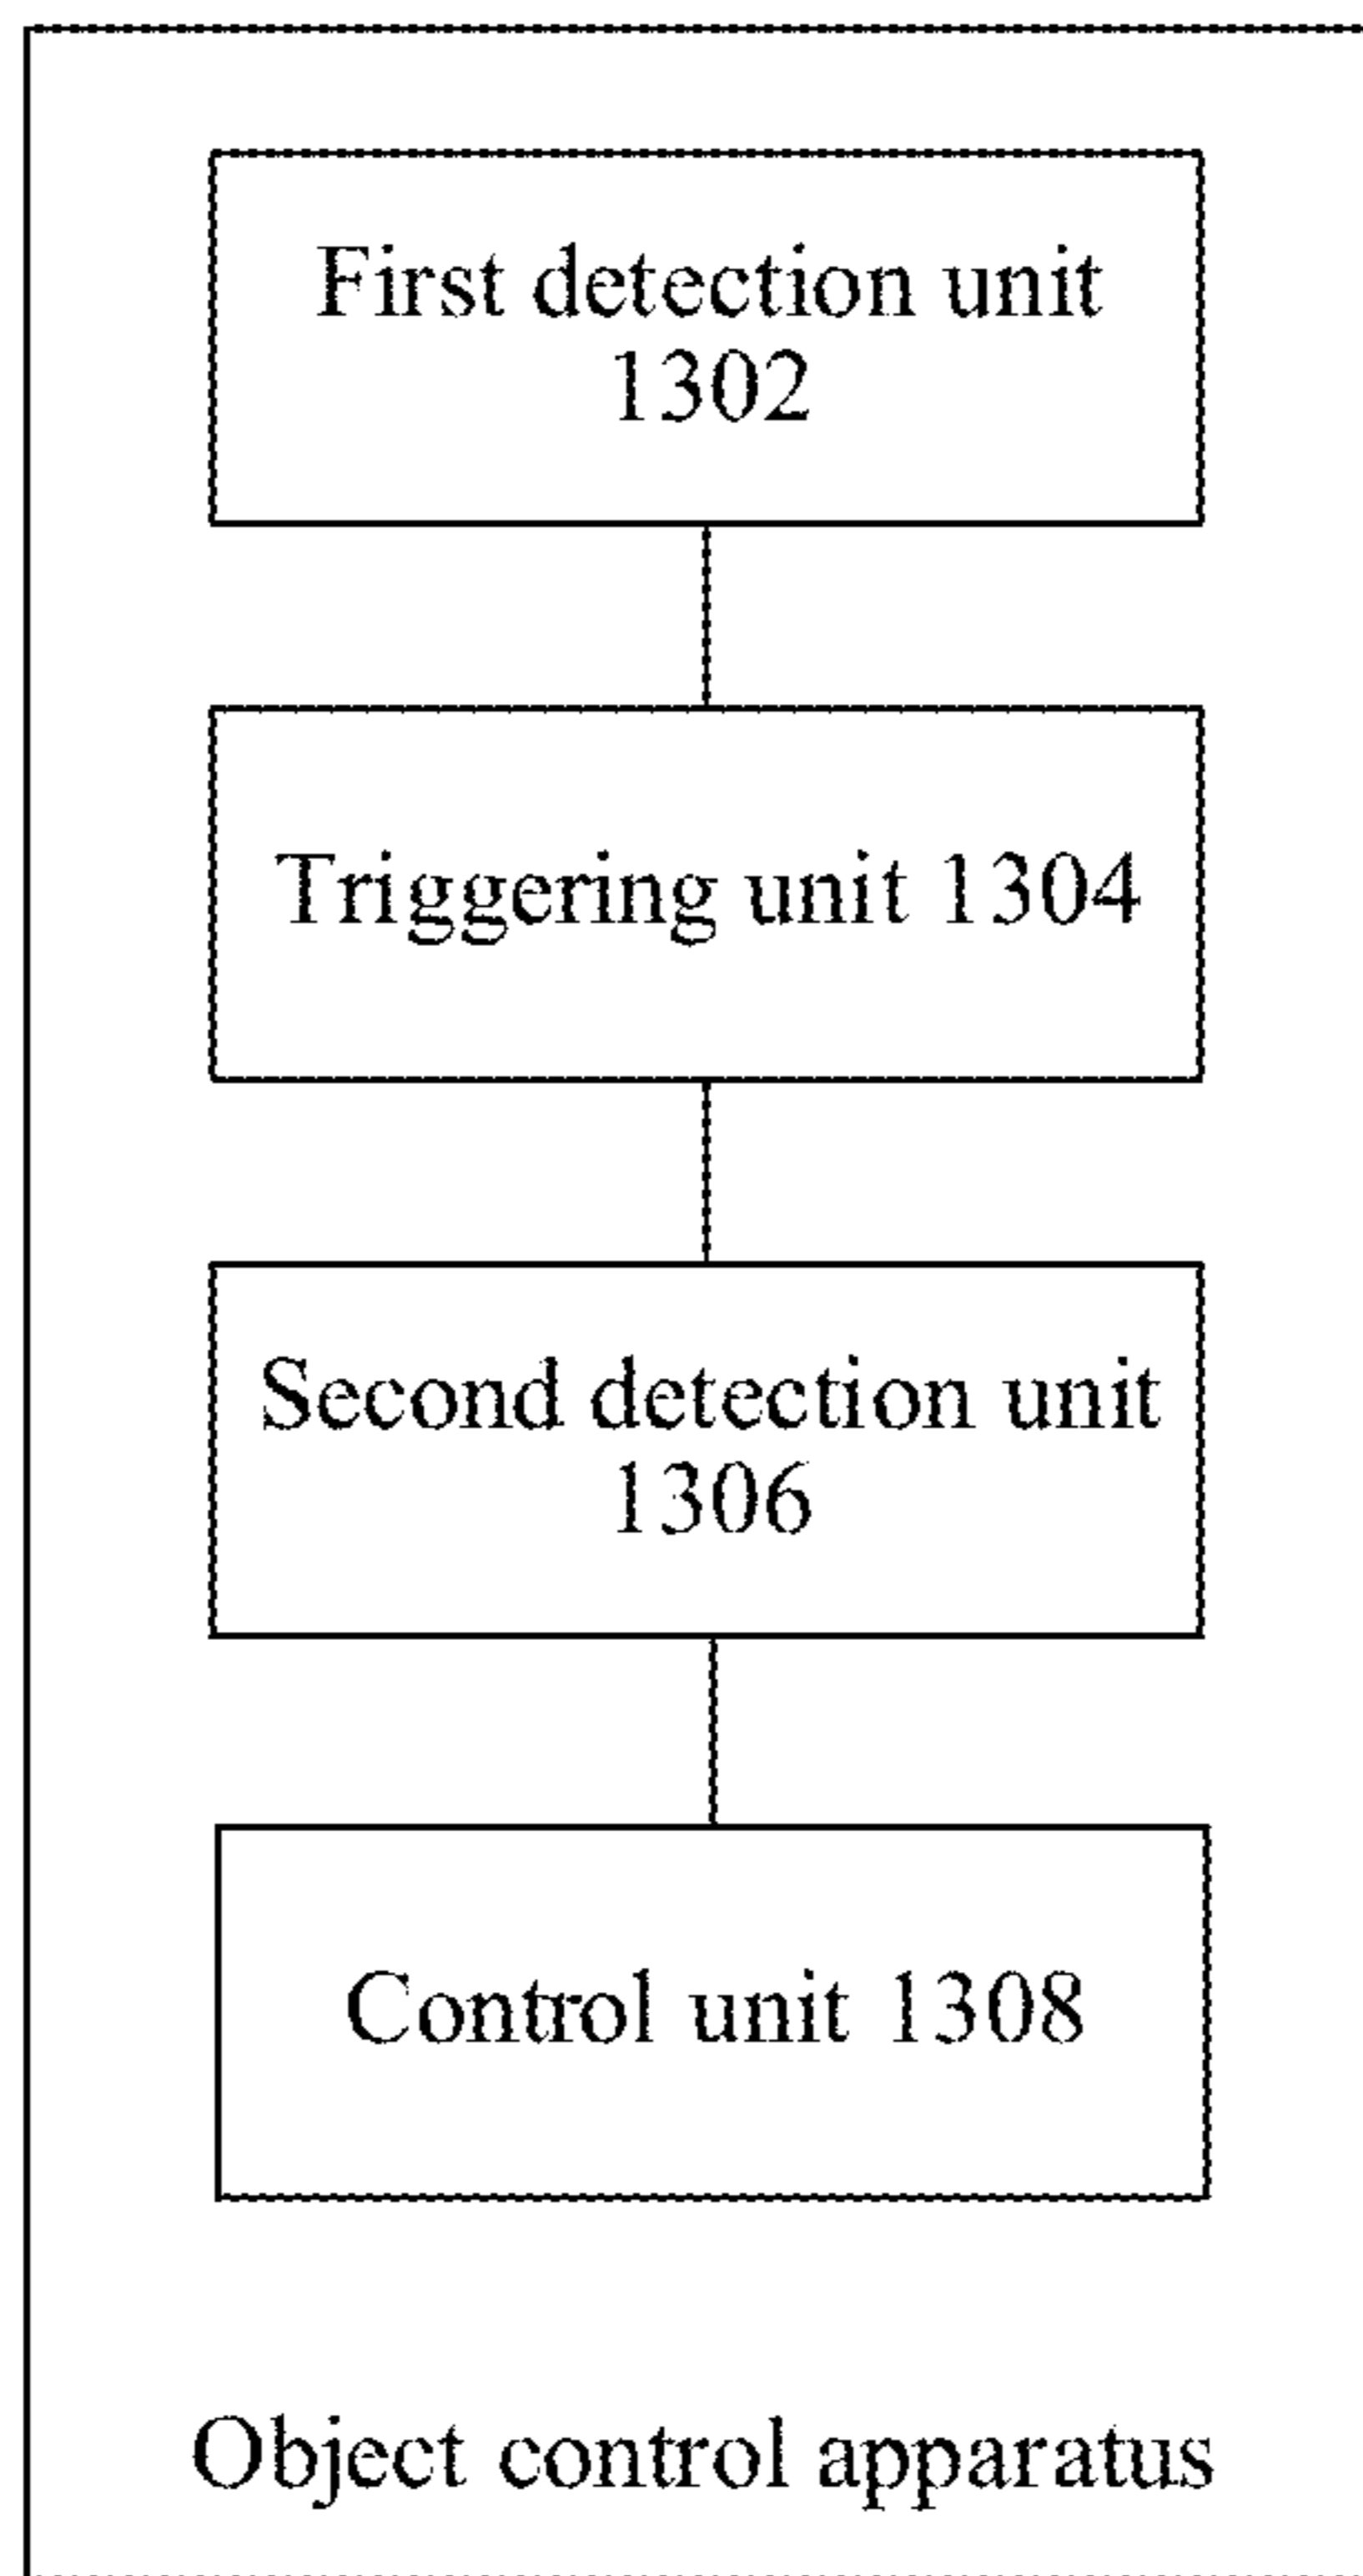 First detection unit
1302
Triggering unit 1304
Second detection unit
1306
Control unit 1308
Object control apparatus